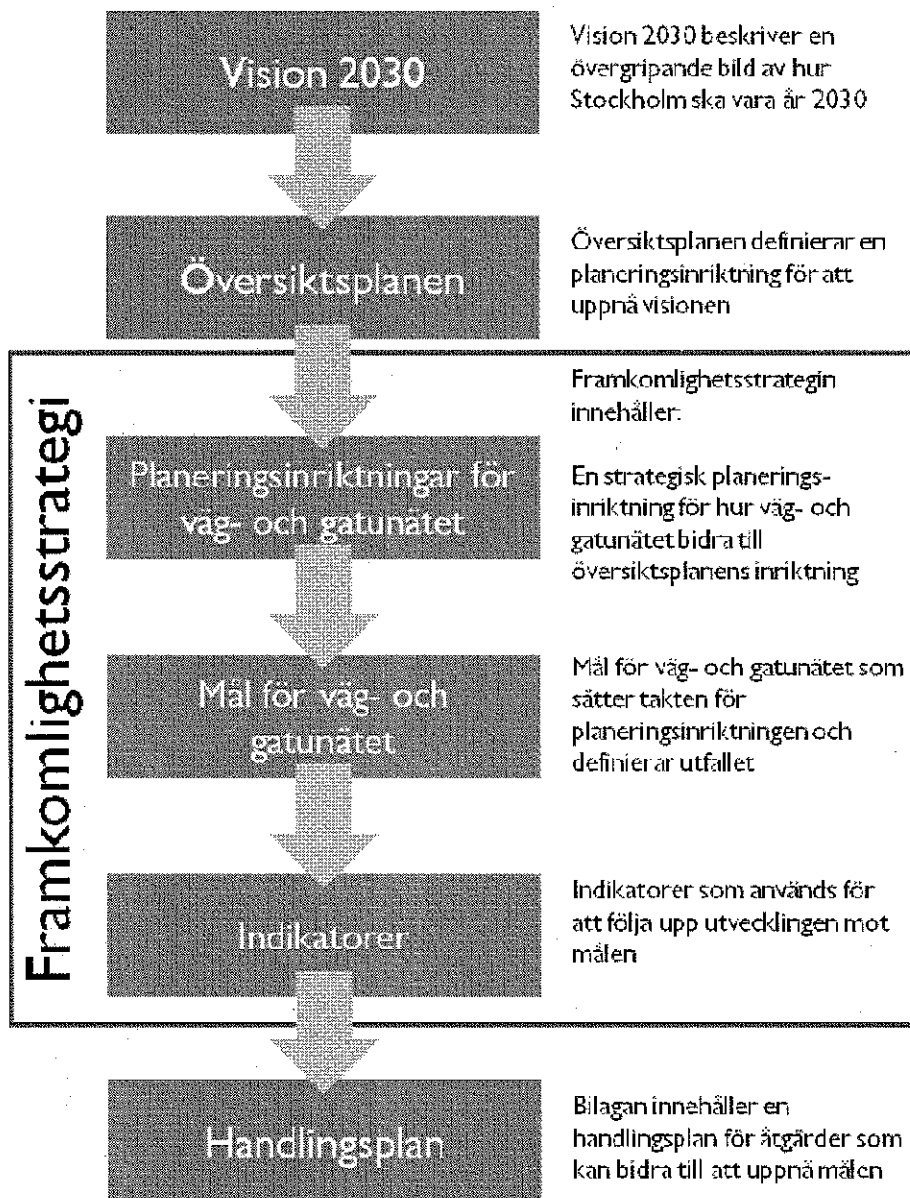 Vision 2030
Vision 2030 beskriver en
övergripande bild av hur
Stockholm ska vara år 2030
Översiktsplanen
Översiktsplanen definierar en
planeringsinriktning för att
uppnå visionen
Framkomlighetsstrategi
Framkomlighetsstrategin
innehåller:
Planeringsinriktningar för
väg- och gatunätet
En strategisk planerings-
inriktning för hur väg- och
gatunätet bidra till
översiktsplanens inriktning
Mål för väg- och
gatunätet
Mål för väg- och gatunätet som
sätter takten för
planeringsinriktningen och
definierar utfallet
Indikatorer
Indikatorer som används för
att följa upp utvecklingen mot
målen
Handlingsplan
Bilagan innehåller en
handlingsplan för åtgärder som
kan bidra till att uppnå målen